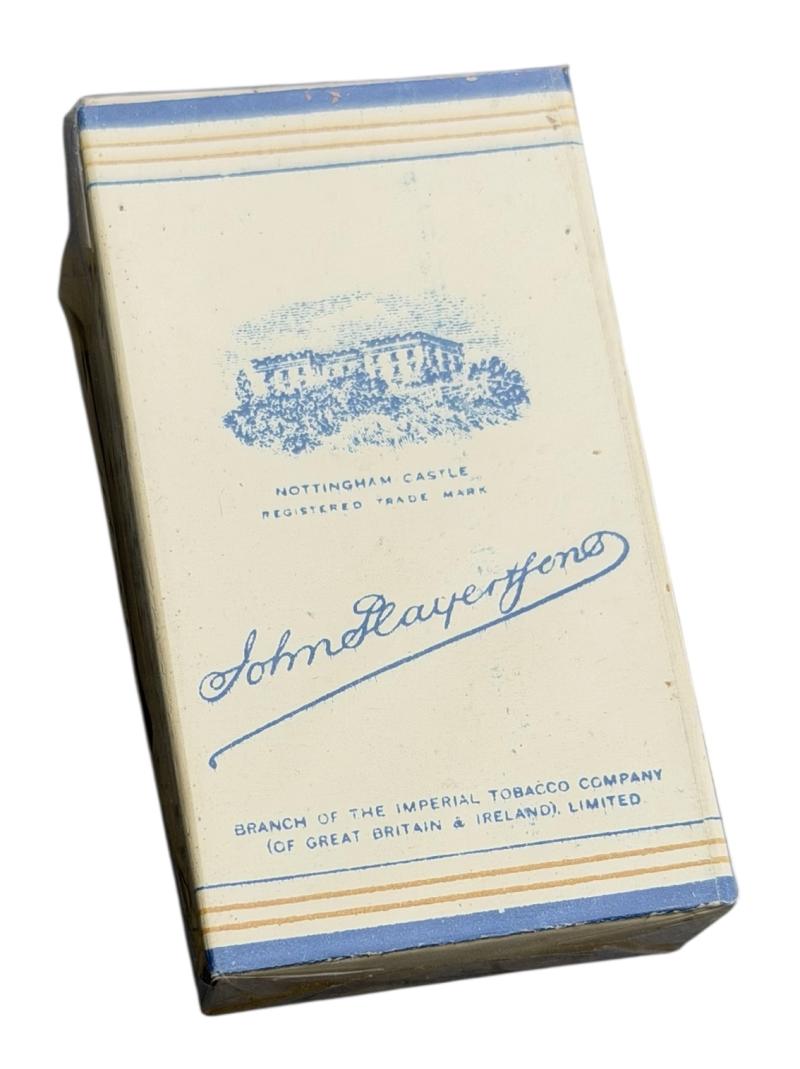 NOTTINGHAM CASTLE
REGISTERED TRADE MARK
John Player & Sons
BRANCH OF THE IMPERIAL TOBACCO COMPANY
(OF GREAT BRITAIN & IRELAND), LIMITED